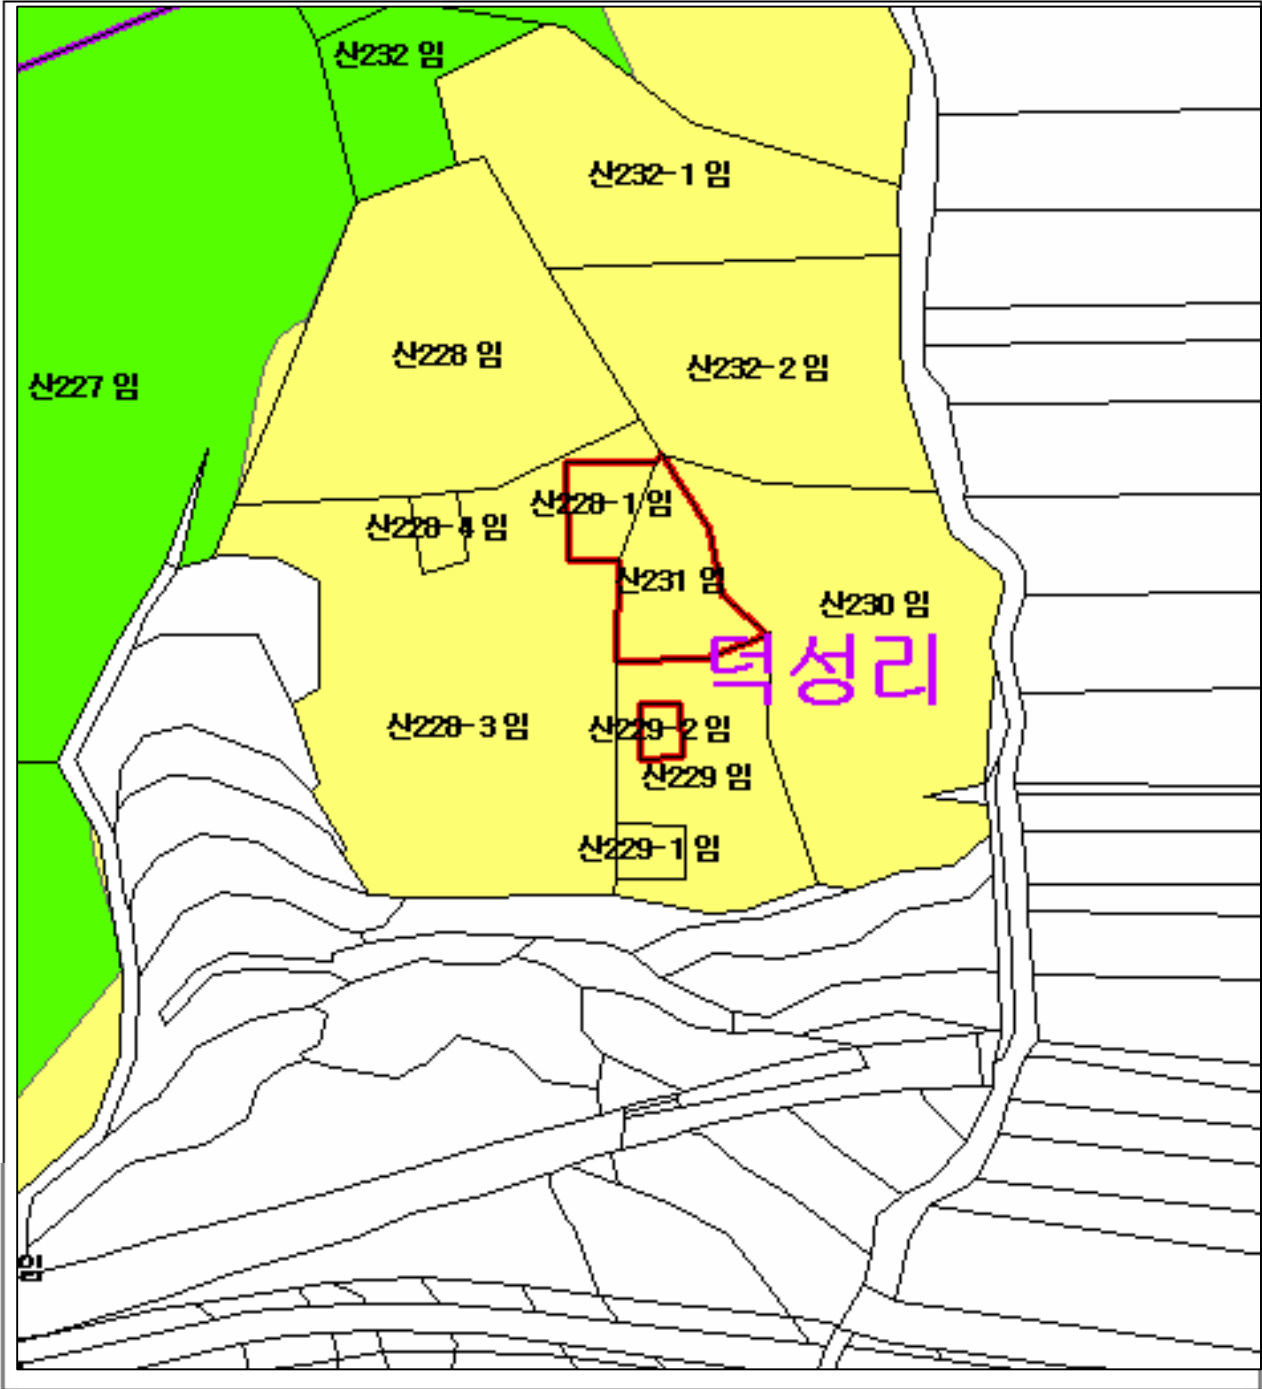 산232 임
산232-1 임
산228 임
산232-2 임
산227 임
산228-1 임
산228-4 임
산231 임
산230 임
덕성리
산228-3 임
산229-2 임
산229 임
산229-1 임
임